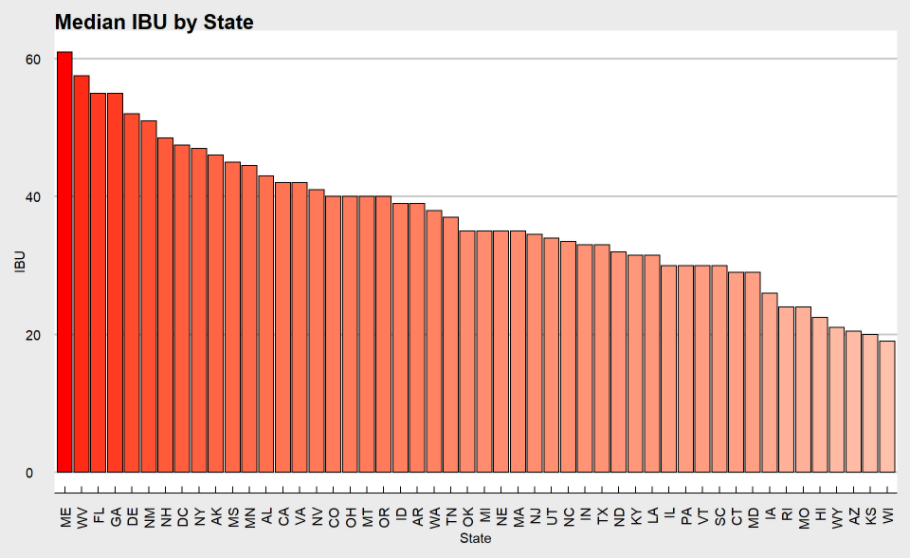 Median IBU by State
60
40
20
0
IBU
ME WV FL GA DE NM NH DC NY AK MS MN AL CA VA NV CO OH MT OR ID AR WA TN OK MI NE MA NJ UT NC IN TX ND KY LA IL PA VT SC CT MD IA RI MO HI WY AZ KS WI
State